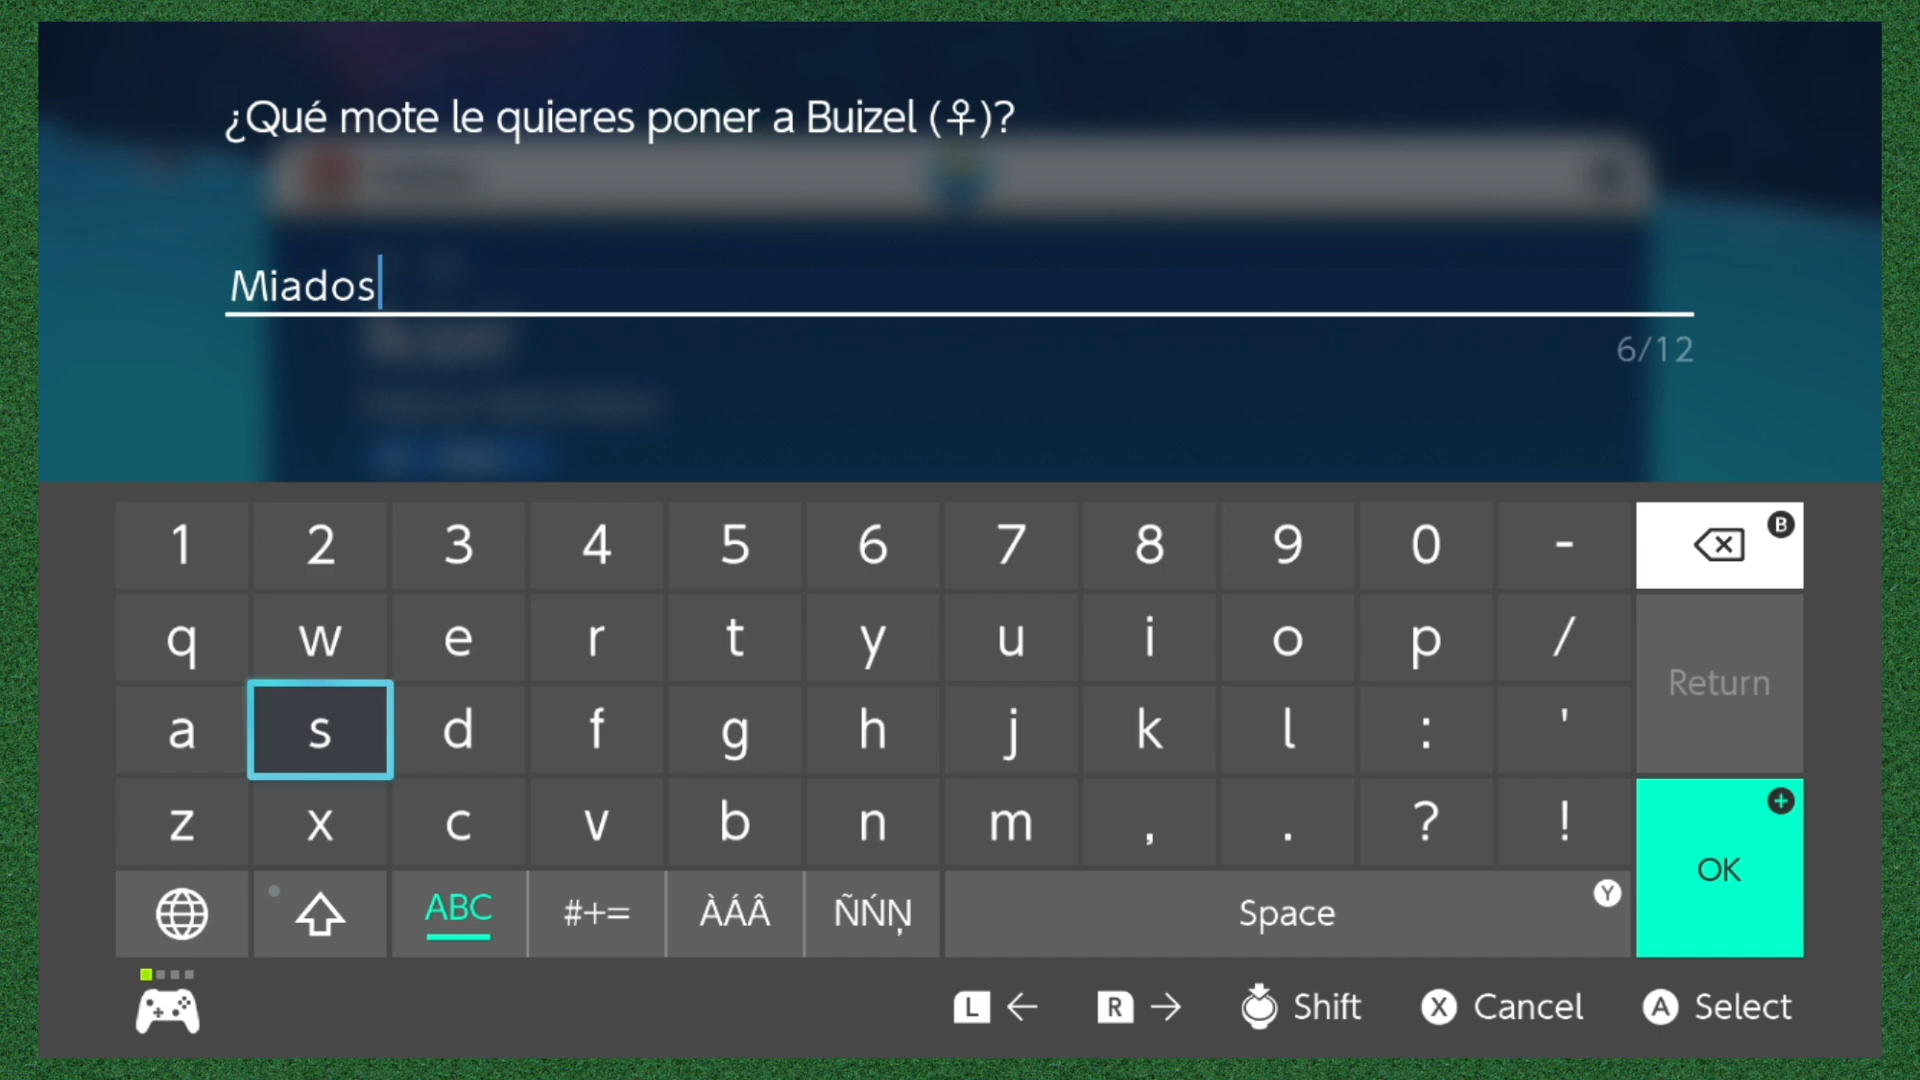 ¿Qué mote le quieres poner a Buizel (♀)?
Miados
6/12
1 2 3 4 5 6 7 8 9 0 - B
q w e r t y u i o p /
Return
a s d f g h j k l : '
z x c v b n m , . ? ! +
OK
ABC #+= ÀÁÂ ÑŃŅ Space Y
L ← R → Shift X Cancel A Select